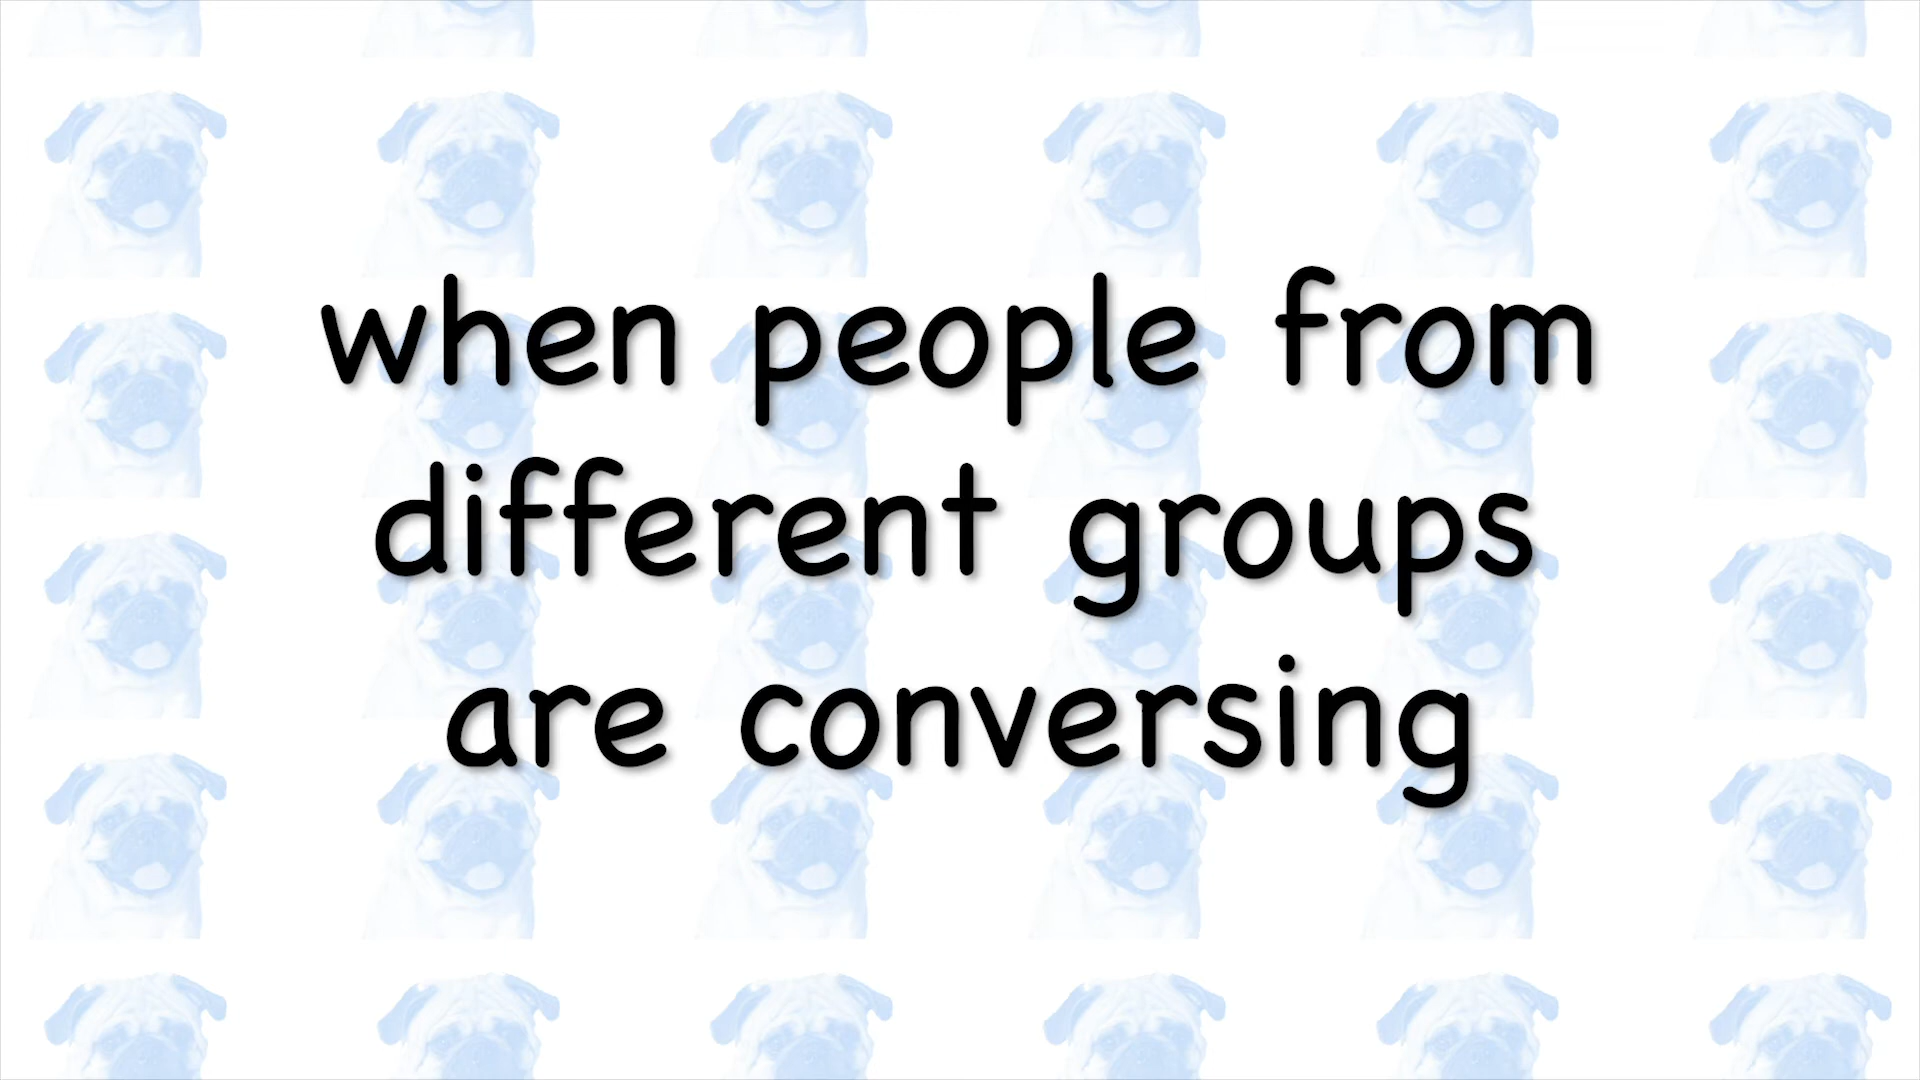 when people from
different groups
are conversing